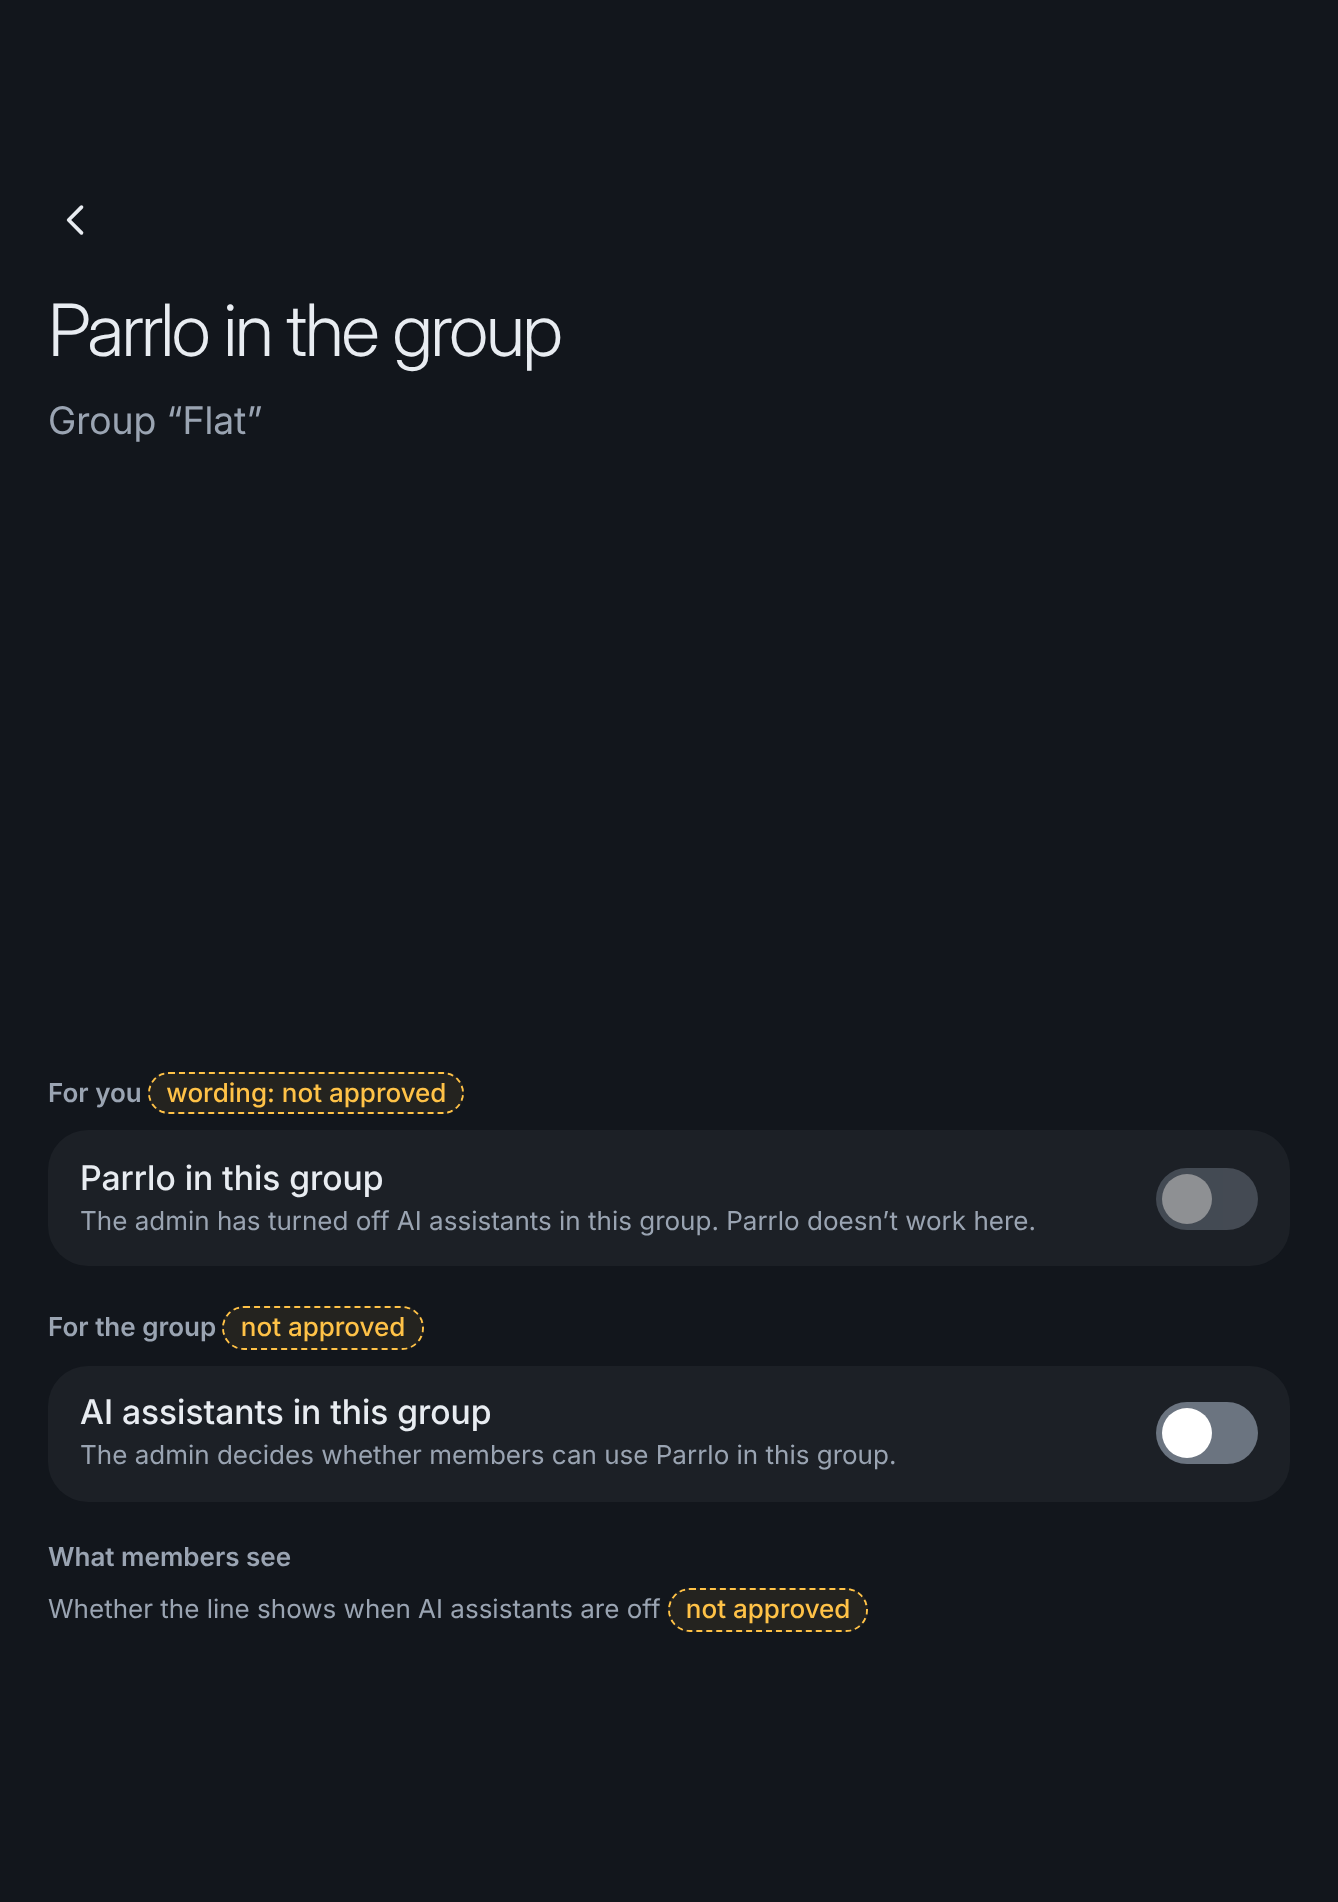 Parrlo in the group
Group “Flat”
For you wording: not approved
Parrlo in this group
The admin has turned off AI assistants in this group. Parrlo doesn’t work here.
For the group not approved
AI assistants in this group
The admin decides whether members can use Parrlo in this group.
What members see
Whether the line shows when AI assistants are off not approved